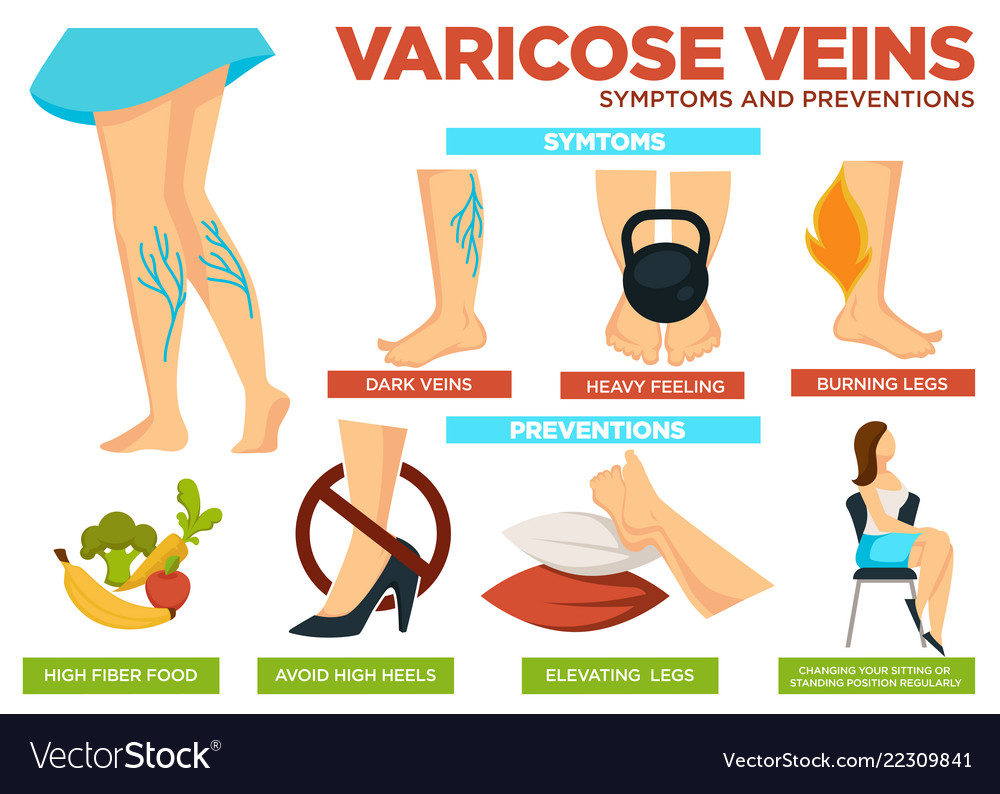 VARICOSE VEINS
SYMPTOMS AND PREVENTIONS
SYMTOMS
DARK VEINS
HEAVY FEELING
BURNING LEGS
PREVENTIONS
HIGH FIBER FOOD
AVOID HIGH HEELS
ELEVATING LEGS
CHANGING YOUR SITTING OR
STANDING POSITION REGULARLY
VectorStock®
VectorStock.com/22309841